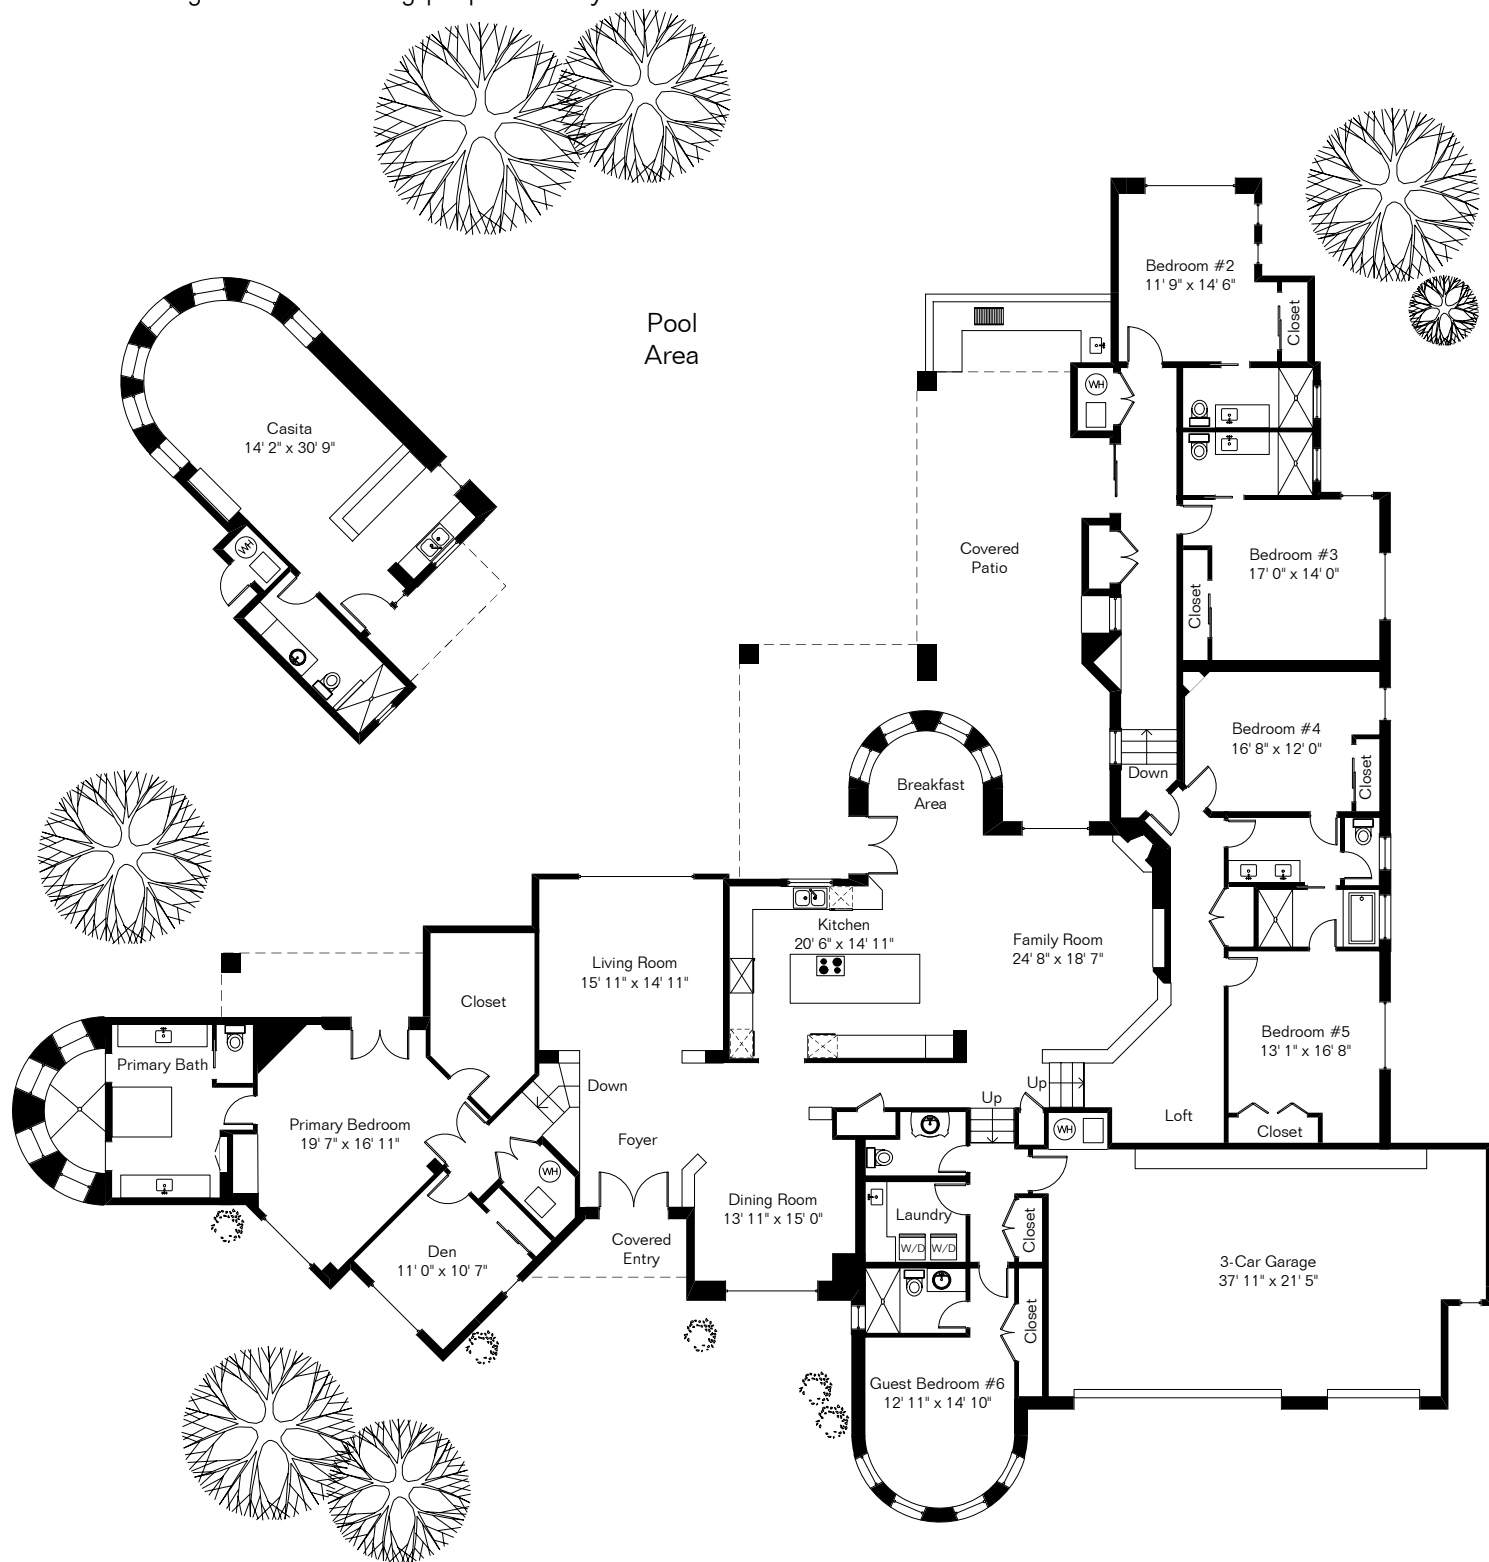 Pool
Area
Bedroom #2
11' 9" x 14' 6"
Closet
WH
Casita
14' 2" x 30' 9"
WH
Covered
Patio
Bedroom #3
17' 0" x 14' 0"
Closet
Bedroom #4
16' 8" x 12' 0"
Closet
Down
Breakfast
Area
Kitchen
20' 6" x 14' 11"
Family Room
24' 8" x 18' 7"
Living Room
15' 11" x 14' 11"
Closet
Primary Bath
Bedroom #5
13' 1" x 16' 8"
Closet
Down
Up
Up
Loft
WH
Primary Bedroom
19' 7" x 16' 11"
Foyer
WH
Dining Room
13' 11" x 15' 0"
Laundry
W/D
W/D
Closet
Covered
Entry
Den
11' 0" x 10' 7"
3-Car Garage
37' 11" x 21' 5"
Closet
Guest Bedroom #6
12' 11" x 14' 10"